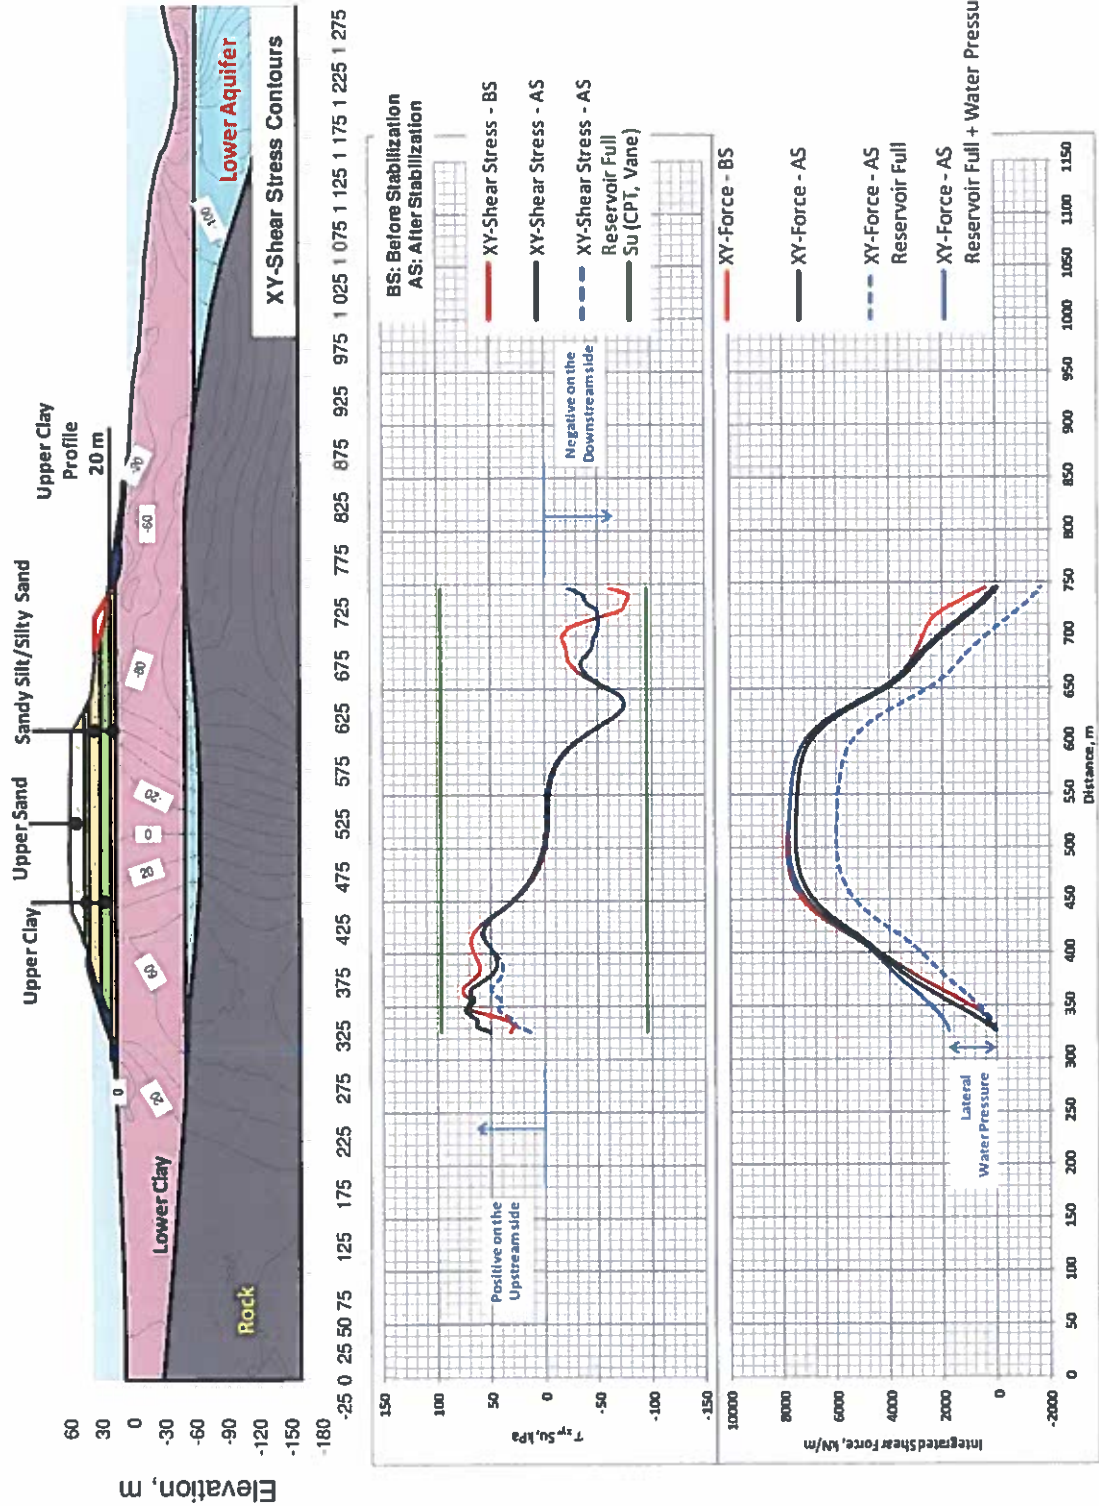 Upper Clay
Upper Sand
Sandy Silt/Silty Sand
Upper Clay
Profile
20 m
Elevation, m
60
30
0
-30
-60
-90
-120
-150
-180
0
-20
60
20
0
-20
-80
-60
-100
Lower Clay
Rock
Lower Aquifer
XY-Shear Stress Contours
-25 0 25 50 75 125 175 225 275 325 375 425 475 525 575 625 675 725 775 825 875 925 975 1 025 1 075 1 125 1 175 1 225 1 275
BS: Before Stabilization
AS: After Stabilization
XY-Shear Stress - BS
XY-Shear Stress - AS
XY-Shear Stress - AS
Reservoir Full
Su (CPT, Vane)
Positive on the
Upstream side
Negative on the
Downstream side
150
100
50
0
-50
-100
-150
τxy, Su, kPa
XY-Force - BS
XY-Force - AS
XY-Force - AS
Reservoir Full
XY-Force - AS
Reservoir Full + Water Pressu
Lateral
Water Pressure
10000
8000
6000
4000
2000
0
-2000
Integrated Shear Force, kN/m
0 50 100 150 200 250 300 350 400 450 500 550 600 650 700 750 800 850 900 950 1000 1050 1100 1150
Distance, m